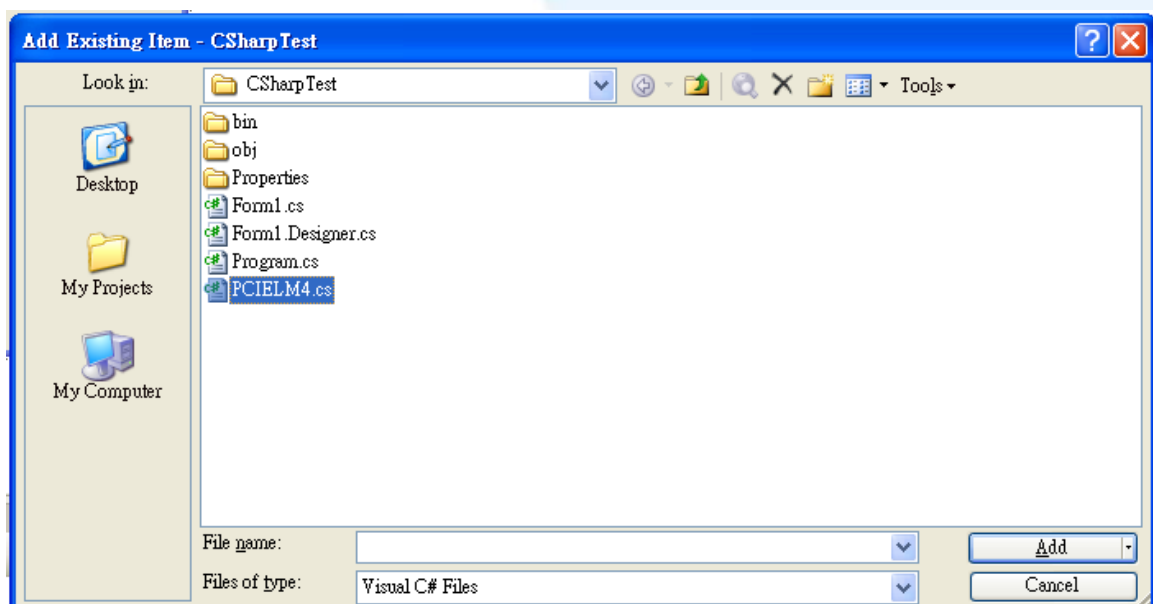 Add Existing Item - CSharpTest
Look in: CSharpTest Tools
bin
obj
Properties
Form1.cs
Form1.Designer.cs
Program.cs
PCIELM4.cs
Desktop
My Projects
My Computer
File name: Add
Files of type: Visual C# Files Cancel